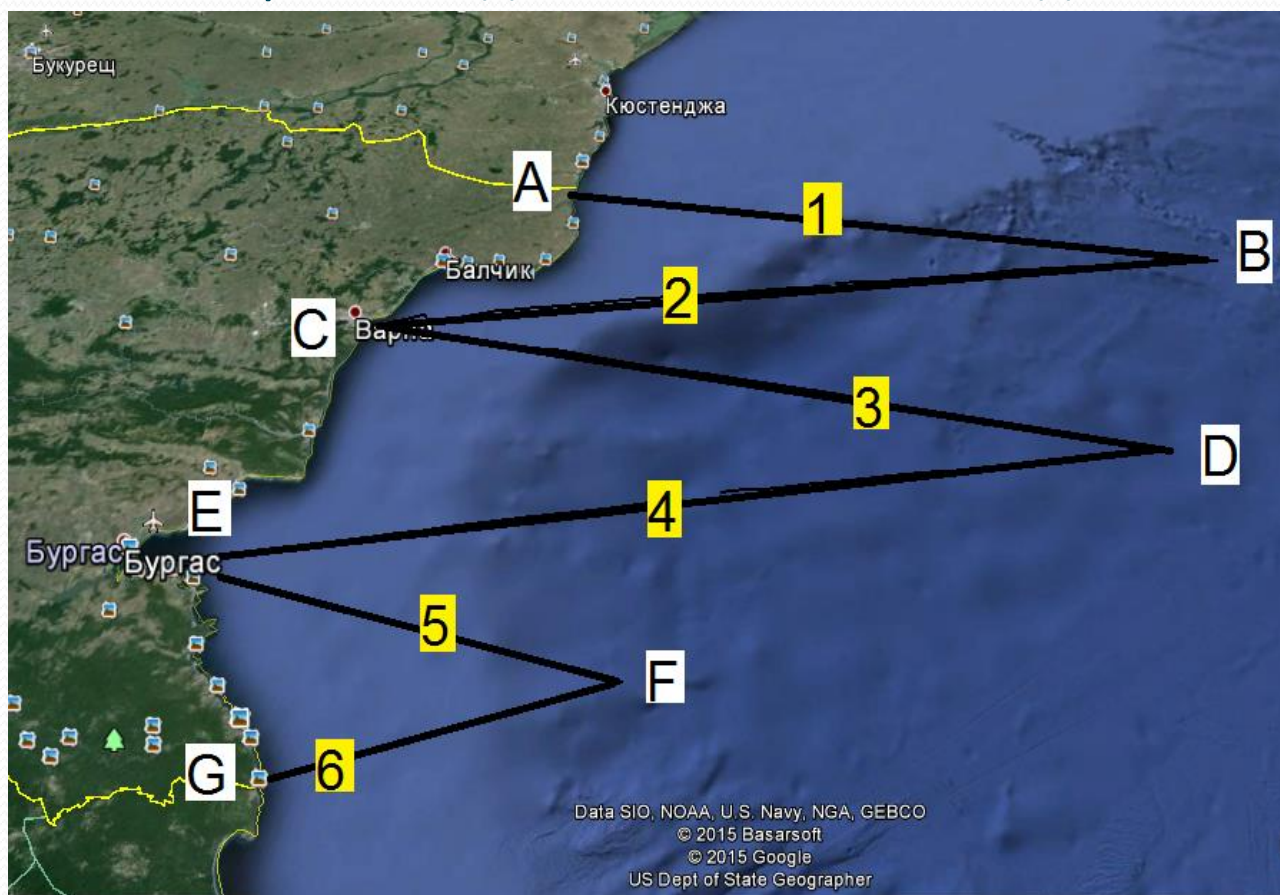 Букурещ
Кюстенджа
A
1
B
Балчик
2
C
Варна
3
D
E
4
Бургас
Бургас
5
F
G
6
Data SIO, NOAA, U.S. Navy, NGA, GEBCO
© 2015 Basarsoft
© 2015 Google
US Dept of State Geographer